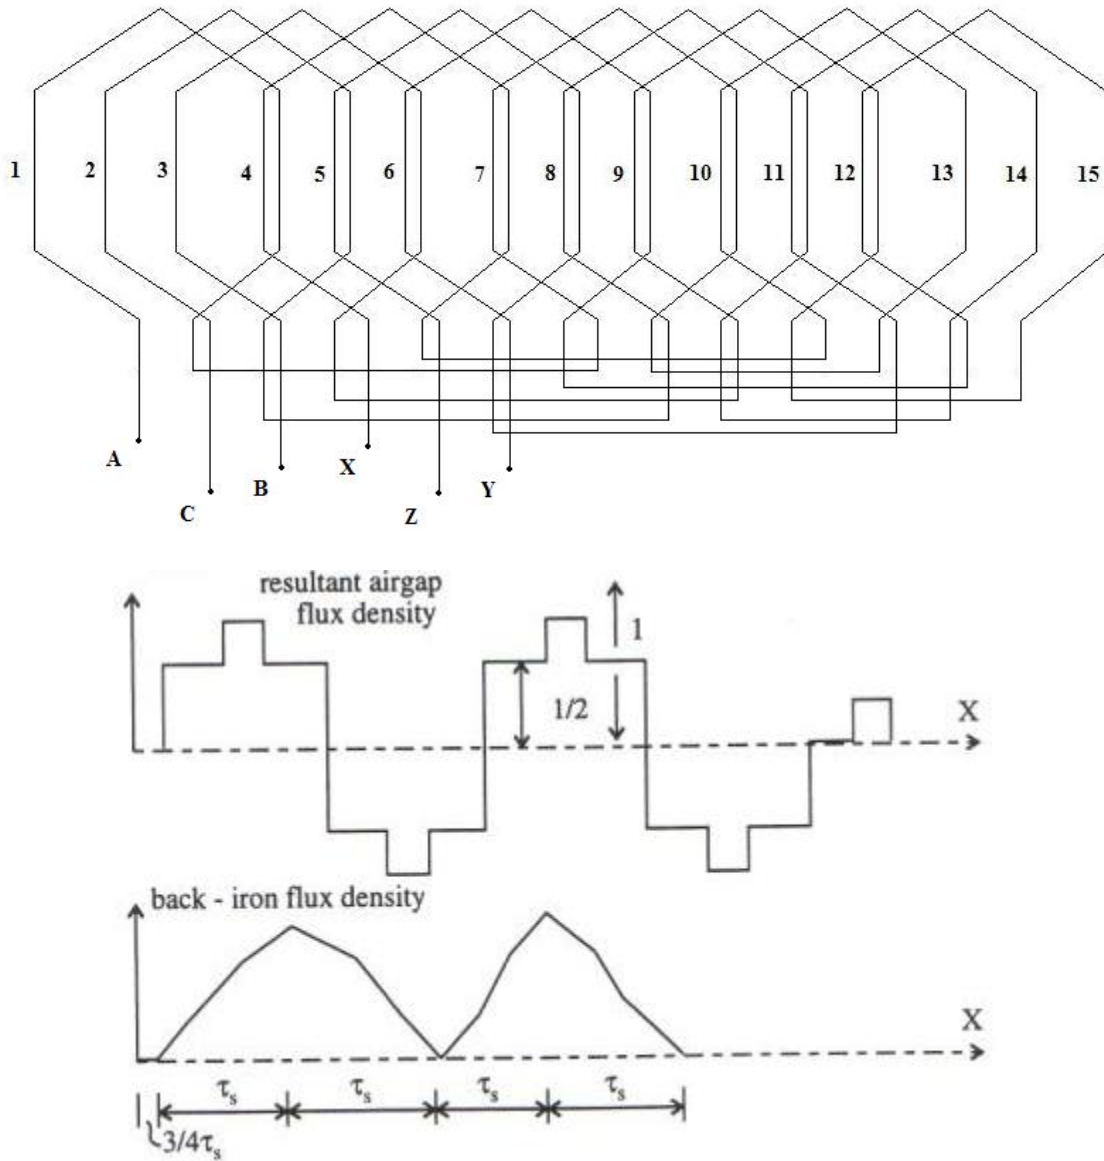 1 2 3 4 5 6 7 8 9 10 11 12 13 14 15
A
C
B
X
Z
Y
resultant airgap
flux density
1
1/2
X
back - iron flux density
X
τs τs τs τs
3/4τs